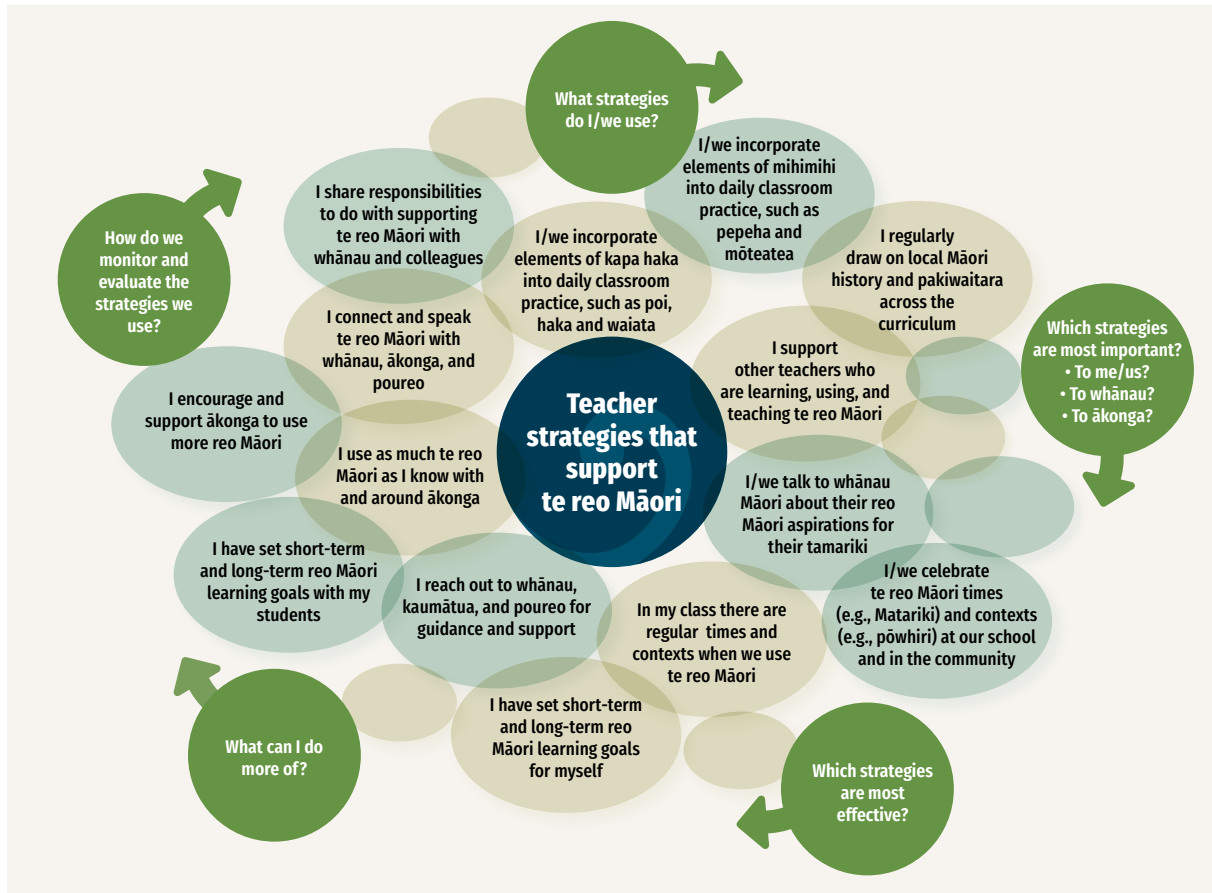 What strategies
do I/we use?
I/we incorporate
elements of mihimihi
into daily classroom
practice, such as
pepeha and
mōteatea
I share responsibilities
to do with supporting
te reo Māori with
whānau and colleagues
I/we incorporate
elements of kapa haka
into daily classroom
practice, such as poi,
haka and waiata
I regularly
draw on local Māori
history and pakiwaitara
across the
curriculum
How do we
monitor and
evaluate the
strategies we
use?
I connect and speak
te reo Māori with
whānau, ākonga, and
poureo
I support
other teachers who
are learning, using, and
teaching te reo Māori
Which strategies
are most important?
• To me/us?
• To whānau?
• To ākonga?
I encourage and
support ākonga to use
more reo Māori
Teacher
strategies that
support
te reo Māori
I use as much te reo
Māori as I know with
and around ākonga
I/we talk to whānau
Māori about their reo
Māori aspirations for
their tamariki
I have set short-term
and long-term reo Māori
learning goals with my
students
I reach out to whānau,
kaumātua, and poureo for
guidance and support
In my class there are
regular times and
contexts when we use
te reo Māori
I/we celebrate
te reo Māori times
(e.g., Matariki) and contexts
(e.g., pōwhiri) at our school
and in the community
I have set short-term
and long-term reo
Māori learning goals
for myself
What can I do
more of?
Which strategies
are most
effective?